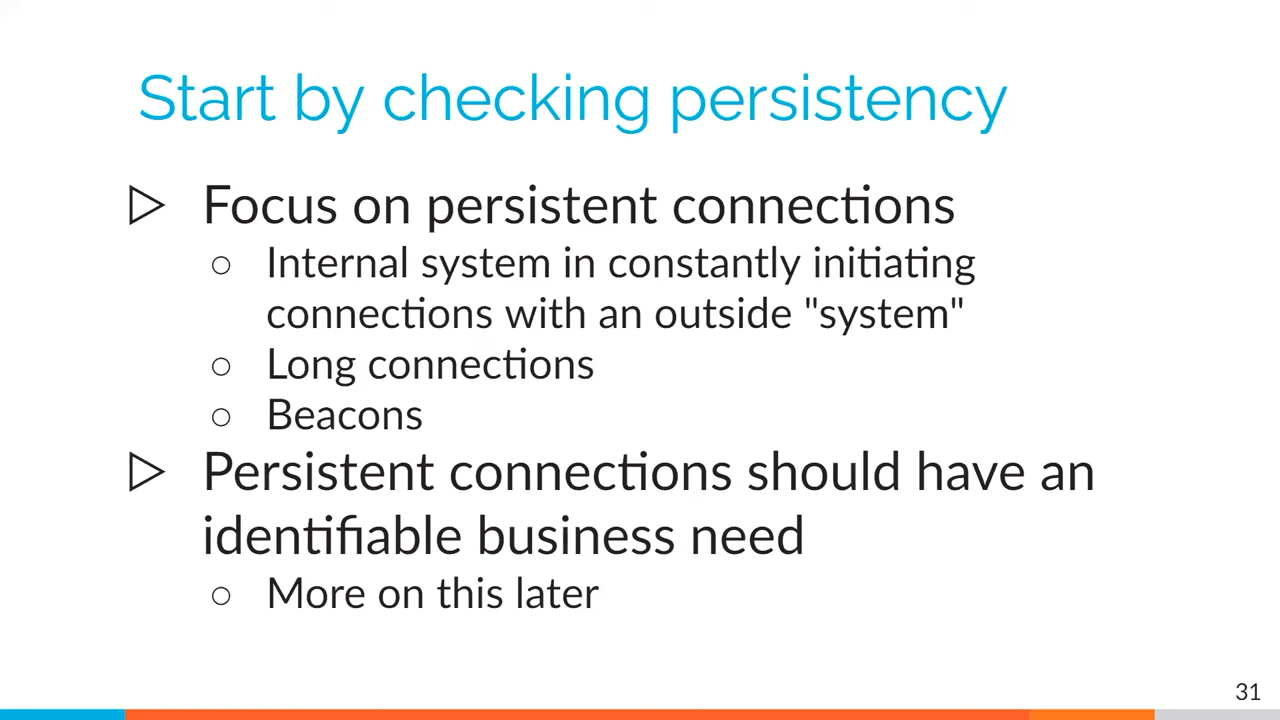 Start by checking persistency
▷ Focus on persistent connections
○ Internal system in constantly initiating
connections with an outside "system"
○ Long connections
○ Beacons
▷ Persistent connections should have an
identifiable business need
○ More on this later
31